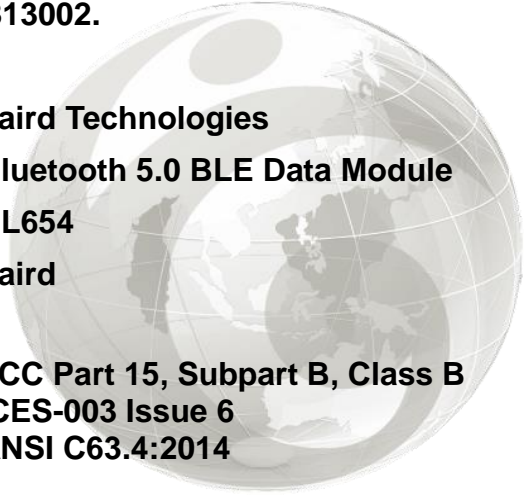 13002.
aird Technologies
luetooth 5.0 BLE Data Module
L654
aird
CC Part 15, Subpart B, Class B
CES-003 Issue 6
NSI C63.4:2014